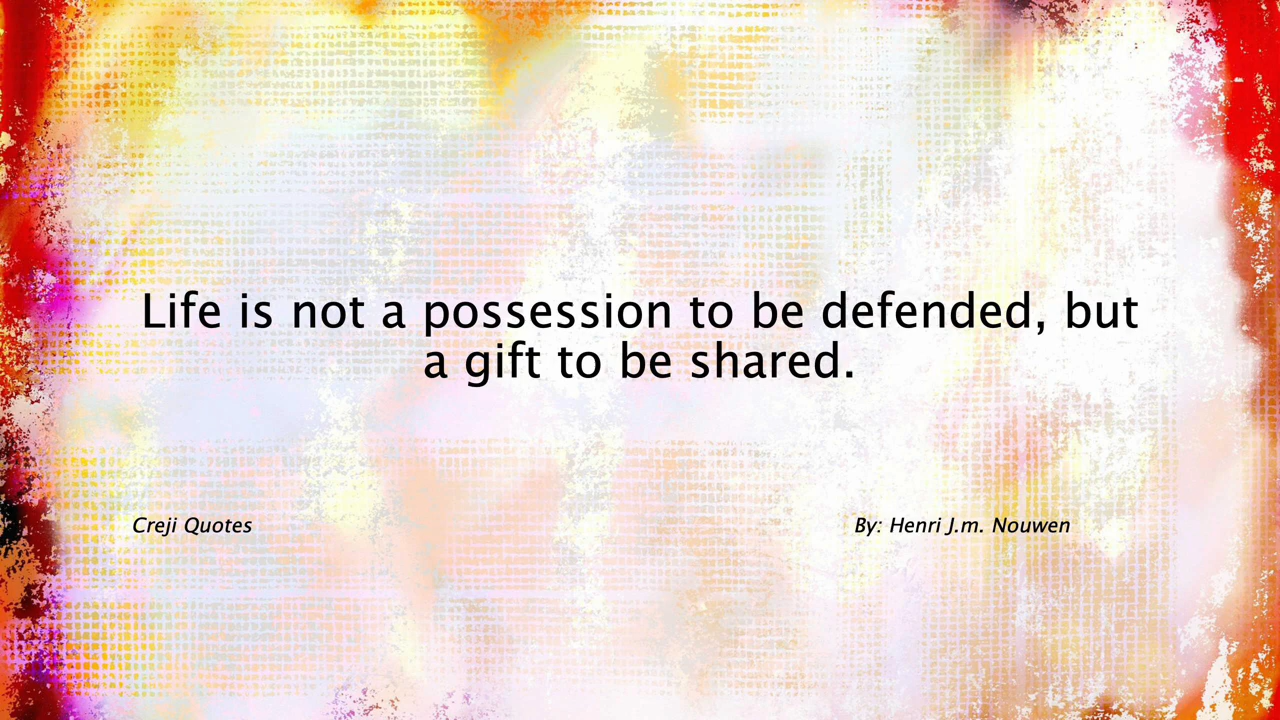 Life is not a possession to be defended, but
a gift to be shared.
Creji Quotes
By: Henri J.m. Nouwen